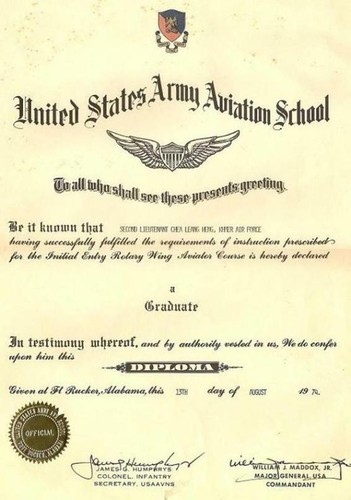 United States Army Aviation School
To all who shall see these presents greeting.
Be it known that SECOND LIEUTENANT CHEA LEANG HENG, KHMER AIR FORCE
having successfully fulfilled the requirements of instruction prescribed
for the Initial Entry Rotary Wing Aviator Course is hereby declared
a
Graduate
In testimony whereof, and by authority vested in us, We do confer
upon him this
DIPLOMA
Given at Ft Rucker, Alabama, this 13TH day of AUGUST 1974.
OFFICIAL
JAMES G. HUMPHRYS
COLONEL INFANTRY
SECRETARY, USAAVNS
WILLIAM J. MADDOX, JR.
MAJOR GENERAL, USA
COMMANDANT